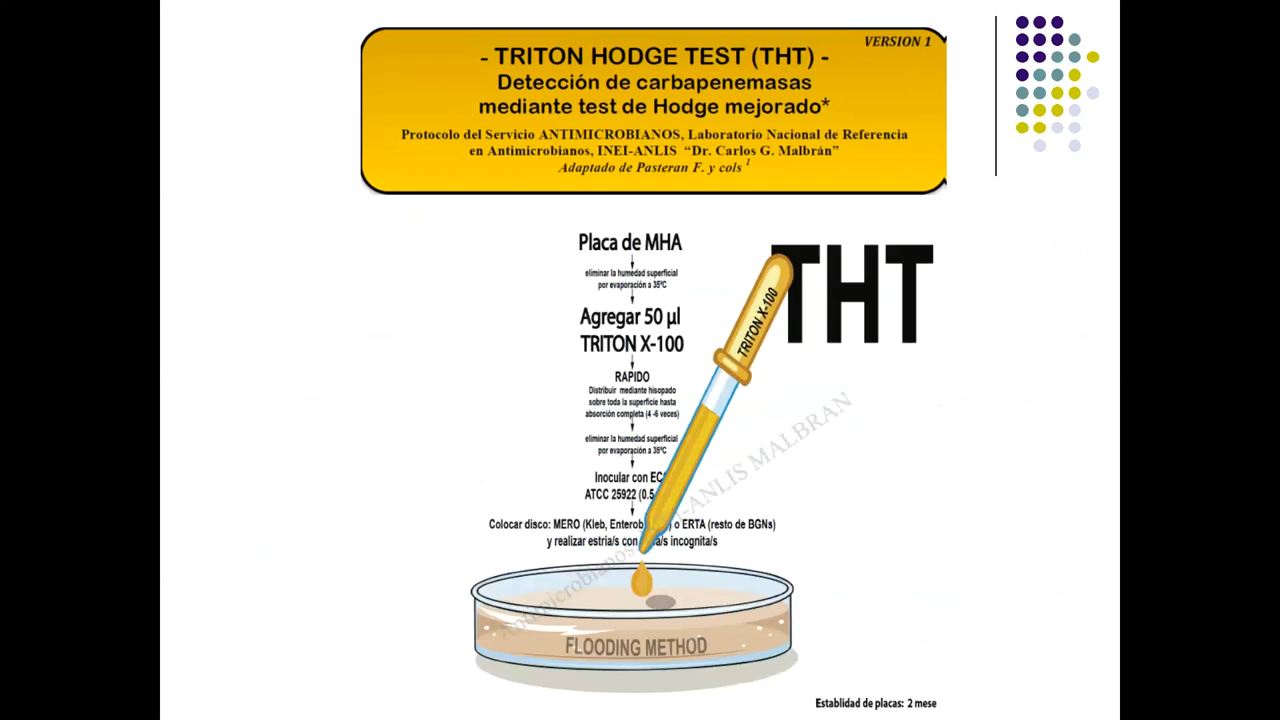 VERSION 1
- TRITON HODGE TEST (THT) -
Detección de carbapenemasas
mediante test de Hodge mejorado*
Protocolo del Servicio ANTIMICROBIANOS, Laboratorio Nacional de Referencia
en Antimicrobianos, INEI-ANLIS “Dr. Carlos G. Malbrán”
Adaptado de Pasteran F. y cols 1
Placa de MHA
eliminar la humedad superficial
por evaporación a 35ºC
Agregar 50 µl
TRITON X-100
RAPIDO
Distribuir mediante hisopado
sobre toda la superficie hasta
absorción completa (4 -6 veces)
eliminar la humedad superficial
por evaporación a 35ºC
Inocular con
ATCC 25922 (0.5
Colocar disco: MERO (Kleb, o ERTA (resto de BGNs)
y realizar estria/s con incognita/s
THT
TRITON X-100
Antimicrobianos -ANLIS MALBRAN
FLOODING METHOD
Establidad de placas: 2 mese